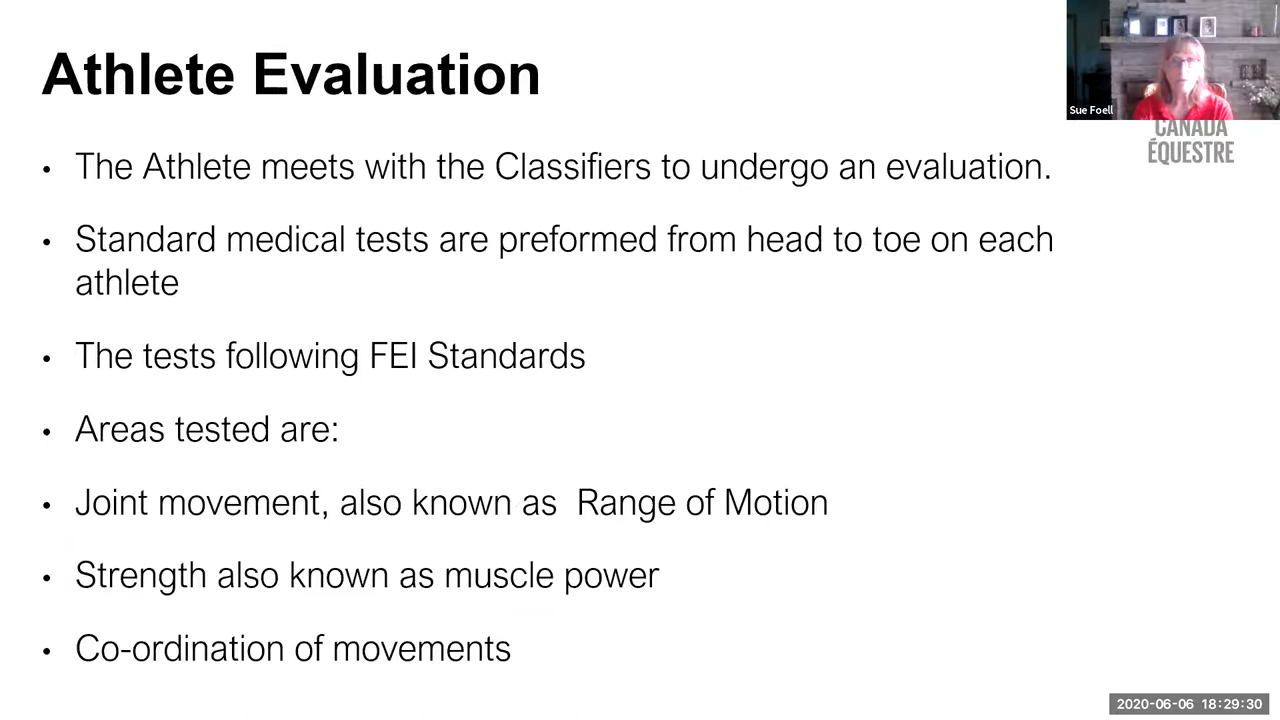 Athlete Evaluation
Sue Foell
CANADA
ÉQUESTRE
• The Athlete meets with the Classifiers to undergo an evaluation.
• Standard medical tests are preformed from head to toe on each
athlete
• The tests following FEI Standards
• Areas tested are:
• Joint movement, also known as  Range of Motion
• Strength also known as muscle power
• Co-ordination of movements
2020-06-06 18:29:30